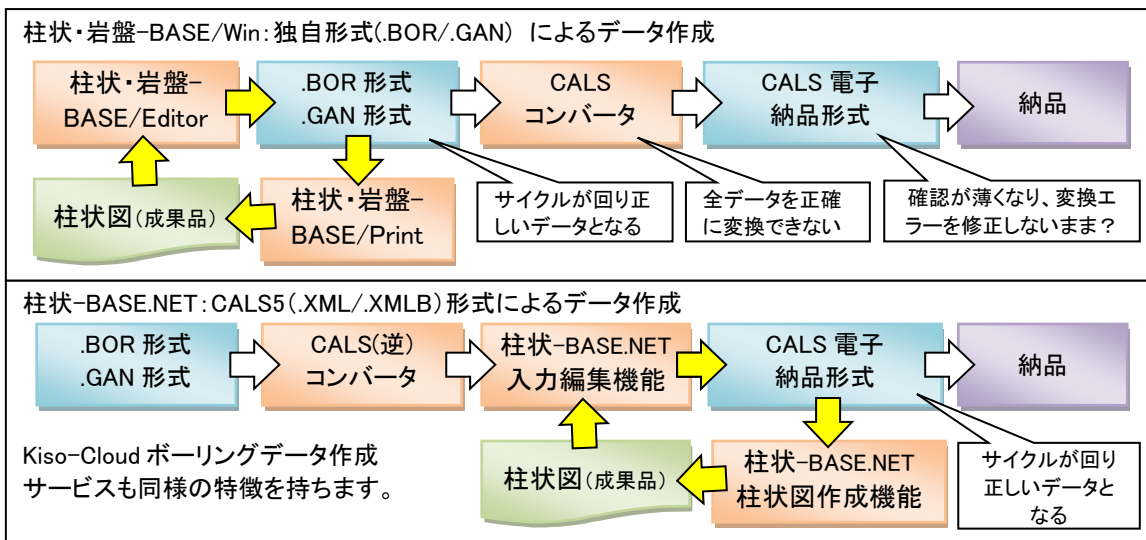 柱状・岩盤-BASE/Win：独自形式(.BOR/.GAN) によるデータ作成
柱状・岩盤-
BASE/Editor
.BOR 形式
.GAN 形式
CALS
コンバータ
CALS 電子
納品形式
納品
柱状図(成果品)
柱状・岩盤-
BASE/Print
サイクルが回り正
しいデータとなる
全データを正確
に変換できない
確認が薄くなり、変換エ
ラーを修正しないまま？
柱状-BASE.NET：CALS5(.XML/.XMLB)形式によるデータ作成
.BOR 形式
.GAN 形式
CALS(逆)
コンバータ
柱状-BASE.NET
入力編集機能
CALS 電子
納品形式
納品
Kiso-Cloud ボーリングデータ作成
サービスも同様の特徴を持ちます。
柱状図(成果品)
柱状-BASE.NET
柱状図作成機能
サイクルが回り
正しいデータと
なる